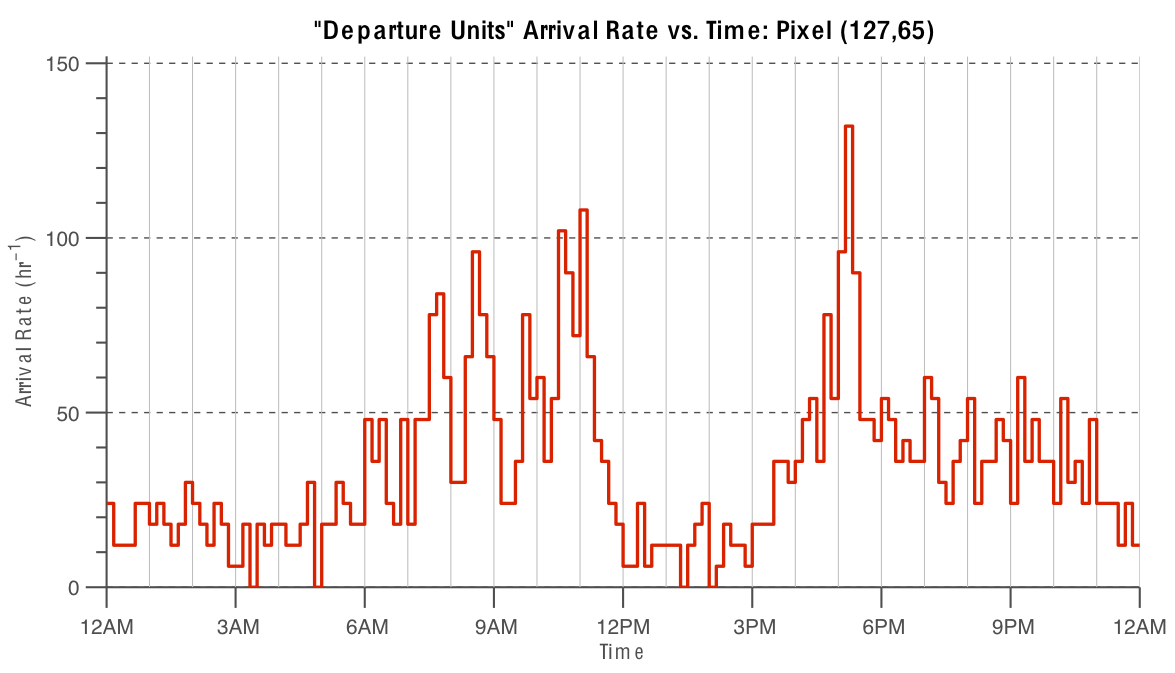 "Departure Units" Arrival Rate vs. Time: Pixel (127,65)
150
100
50
0
Arrival Rate (hr⁻¹)
12AM 3AM 6AM 9AM 12PM 3PM 6PM 9PM 12AM
Time